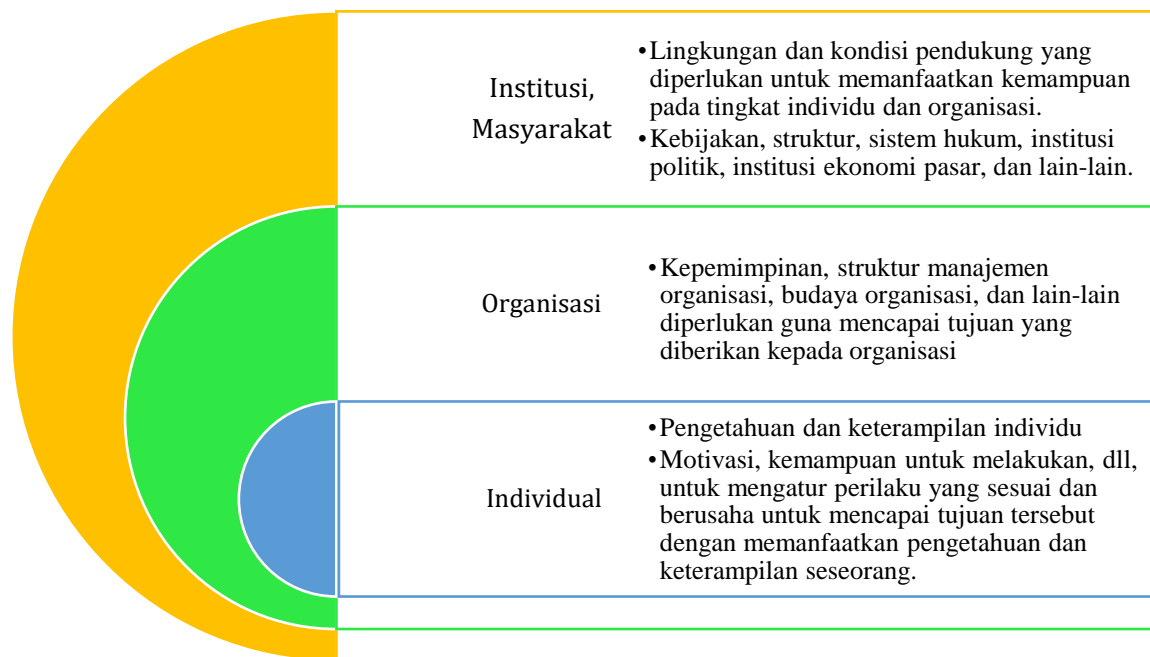 Institusi,
Masyarakat
•Lingkungan dan kondisi pendukung yang
diperlukan untuk memanfaatkan kemampuan
pada tingkat individu dan organisasi.
•Kebijakan, struktur, sistem hukum, institusi
politik, institusi ekonomi pasar, dan lain-lain.
Organisasi
•Kepemimpinan, struktur manajemen
organisasi, budaya organisasi, dan lain-lain
diperlukan guna mencapai tujuan yang
diberikan kepada organisasi
Individual
•Pengetahuan dan keterampilan individu
•Motivasi, kemampuan untuk melakukan, dll,
untuk mengatur perilaku yang sesuai dan
berusaha untuk mencapai tujuan tersebut
dengan memanfaatkan pengetahuan dan
keterampilan seseorang.